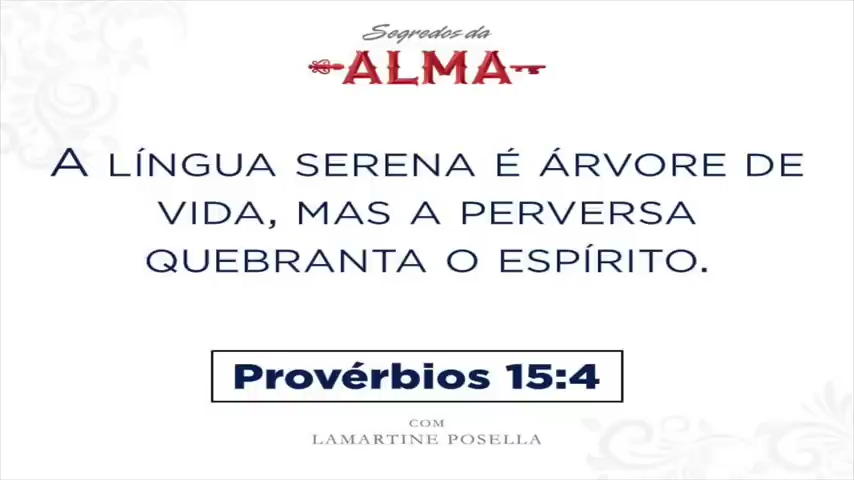 Segredos da
ALMA
A LÍNGUA SERENA É ÁRVORE DE
VIDA, MAS A PERVERSA
QUEBRANTA O ESPÍRITO.
Provérbios 15:4
COM
LAMARTINE POSELLA